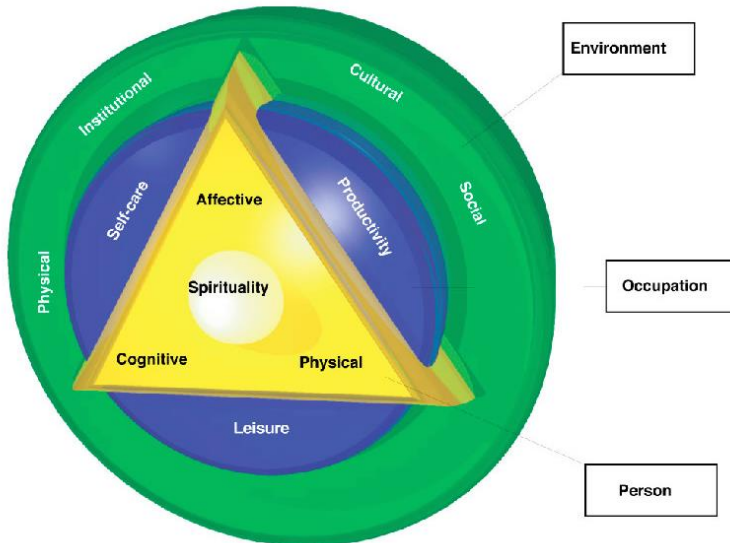 Environment
Cultural
Institutional
Social
Productivity
Self-care
Affective
Physical
Spirituality
Occupation
Cognitive
Physical
Leisure
Person